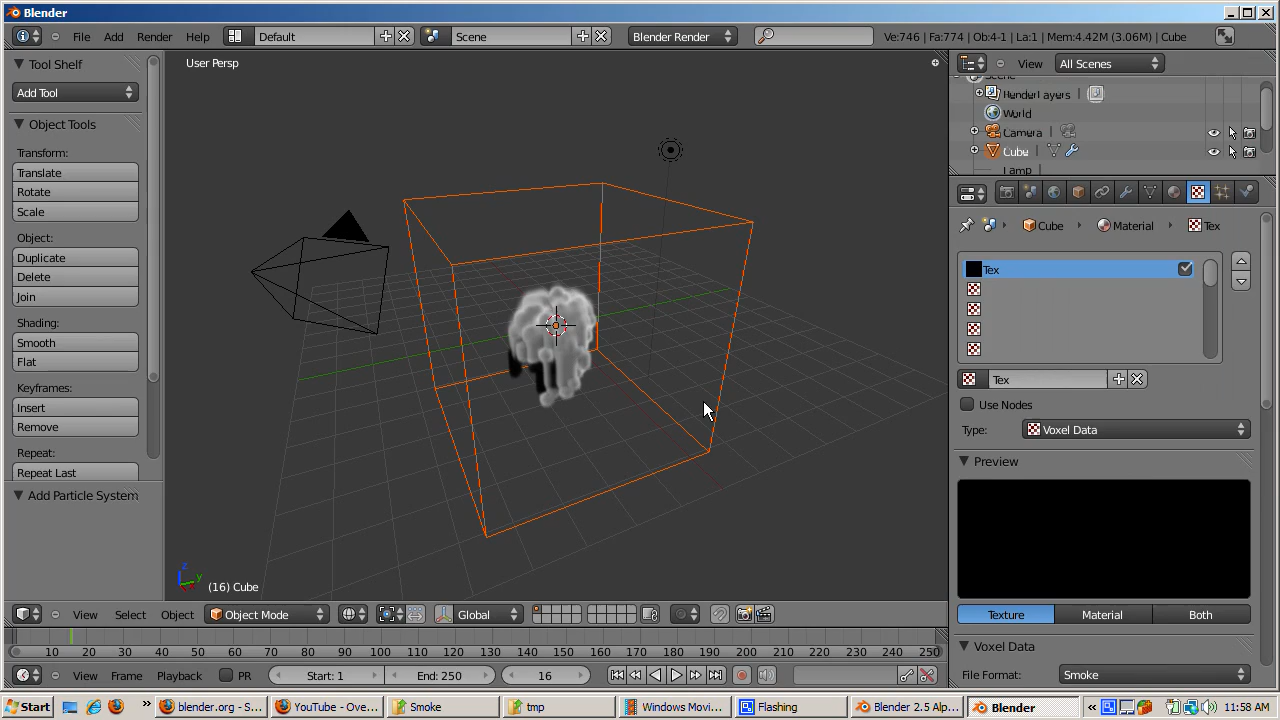 Blender
File Add Render Help Default Scene Blender Render Ve:746 | Fa:774 | Ob:4-1 | La:1 | Mem:4.42M (3.06M) | Cube
Tool Shelf
Add Tool
Object Tools
Transform:
Translate
Rotate
Scale
Object:
Duplicate
Delete
Join
Shading:
Smooth
Flat
Keyframes:
Insert
Remove
Repeat:
Repeat Last
Add Particle System
User Persp
z
y
(16) Cube
View Select Object Object Mode Global
View All Scenes
Scene
RenderLayers
World
Camera
Cube
Lamp
Cube Material Tex
Tex
Tex
Use Nodes
Type: Voxel Data
Preview
Texture Material Both
Voxel Data
File Format: Smoke
10 20 30 40 50 60 70 80 90 100 110 120 130 140 150 160 170 180 190 200 210 220 230 240 250
View Frame Playback PR Start: 1 End: 250 16
Start » blender.org - S... YouTube - Ove... Smoke tmp Windows Movi... Flashing Blender 2.5 Alp... Blender « 11:58 AM